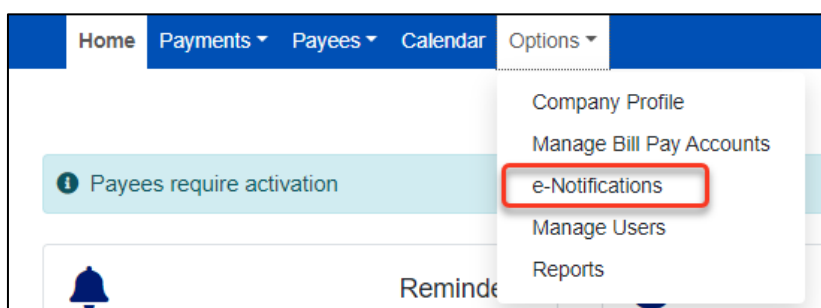 Home Payments Payees Calendar Options
Company Profile
Manage Bill Pay Accounts
Payees require activation
e-Notifications
Manage Users
Reports